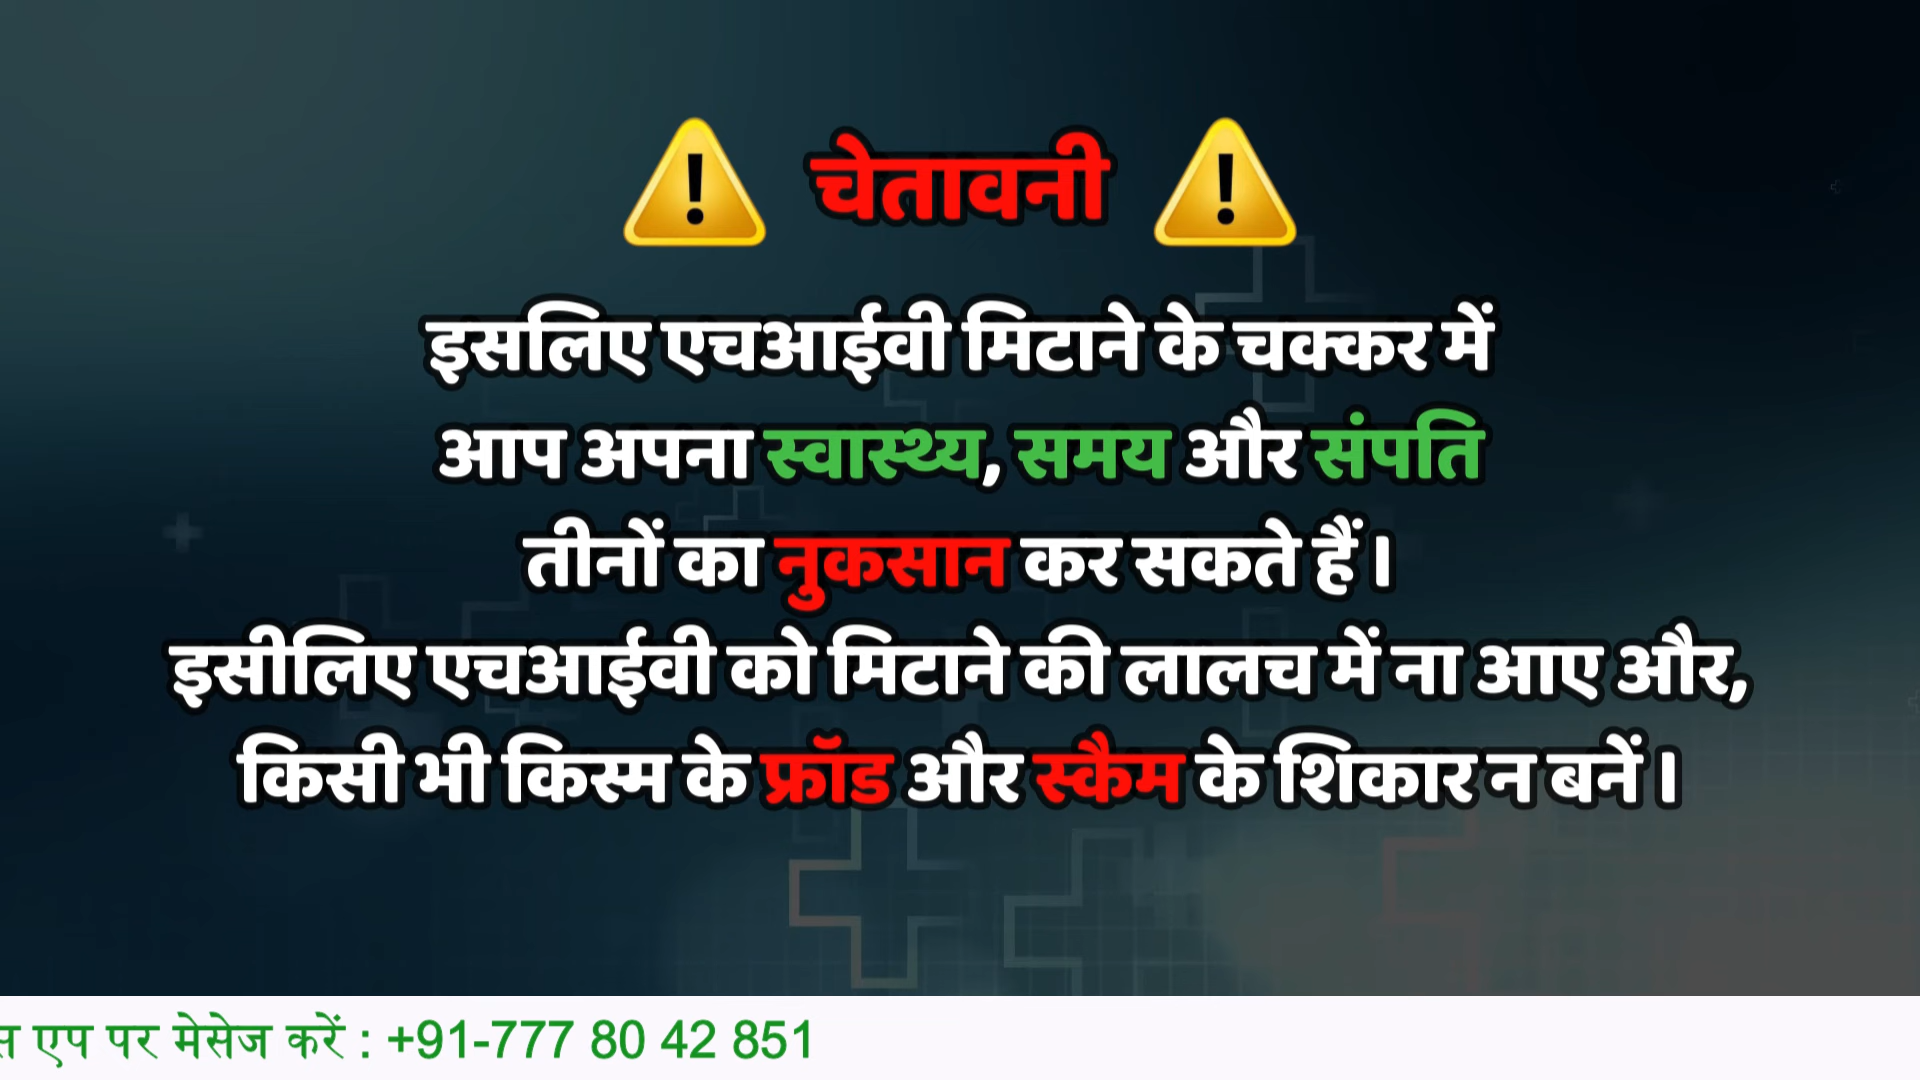 चेतावनी
इसलिए एचआईवी मिटाने के चक्कर में
आप अपना स्वास्थ्य, समय और संपति
तीनों का नुकसान कर सकते हैं।
इसीलिए एचआईवी को मिटाने की लालच में ना आए और,
किसी भी किस्म के फ्रॉड और स्कैम के शिकार न बनें।
एप पर मेसेज करें : +91-777 80 42 851